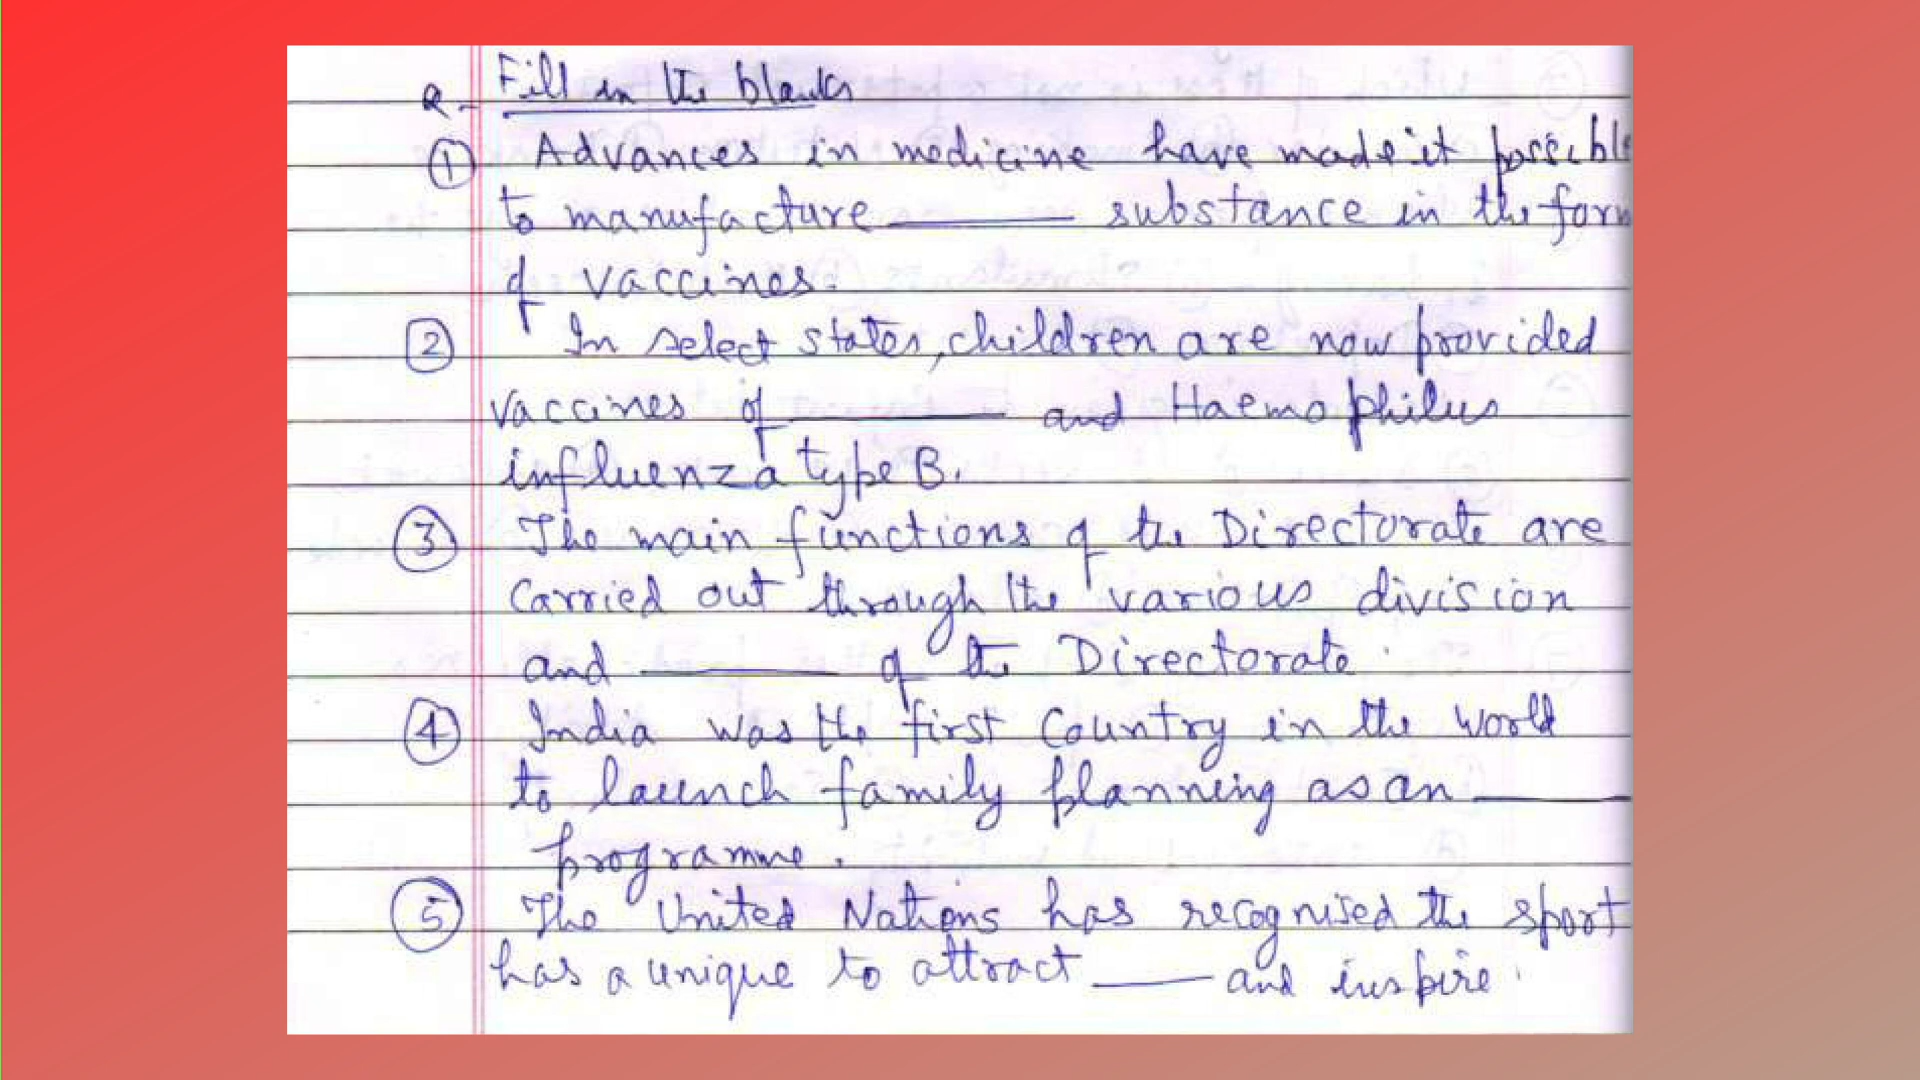 Q- Fill in the blanks
① Advances in medicine have made it possible
to manufacture ______ substance in the form
of vaccines.
② In select states, children are now provided
vaccines of ______ and Haemophilus
influenza type B.
③ The main functions of the Directorate are
carried out through the various division
and ______ of the Directorate.
④ India was the first Country in the world
to launch family planning as an ______
programme.
⑤ The United Nations has recognised the sport
has a unique to attract ______ and inspire.